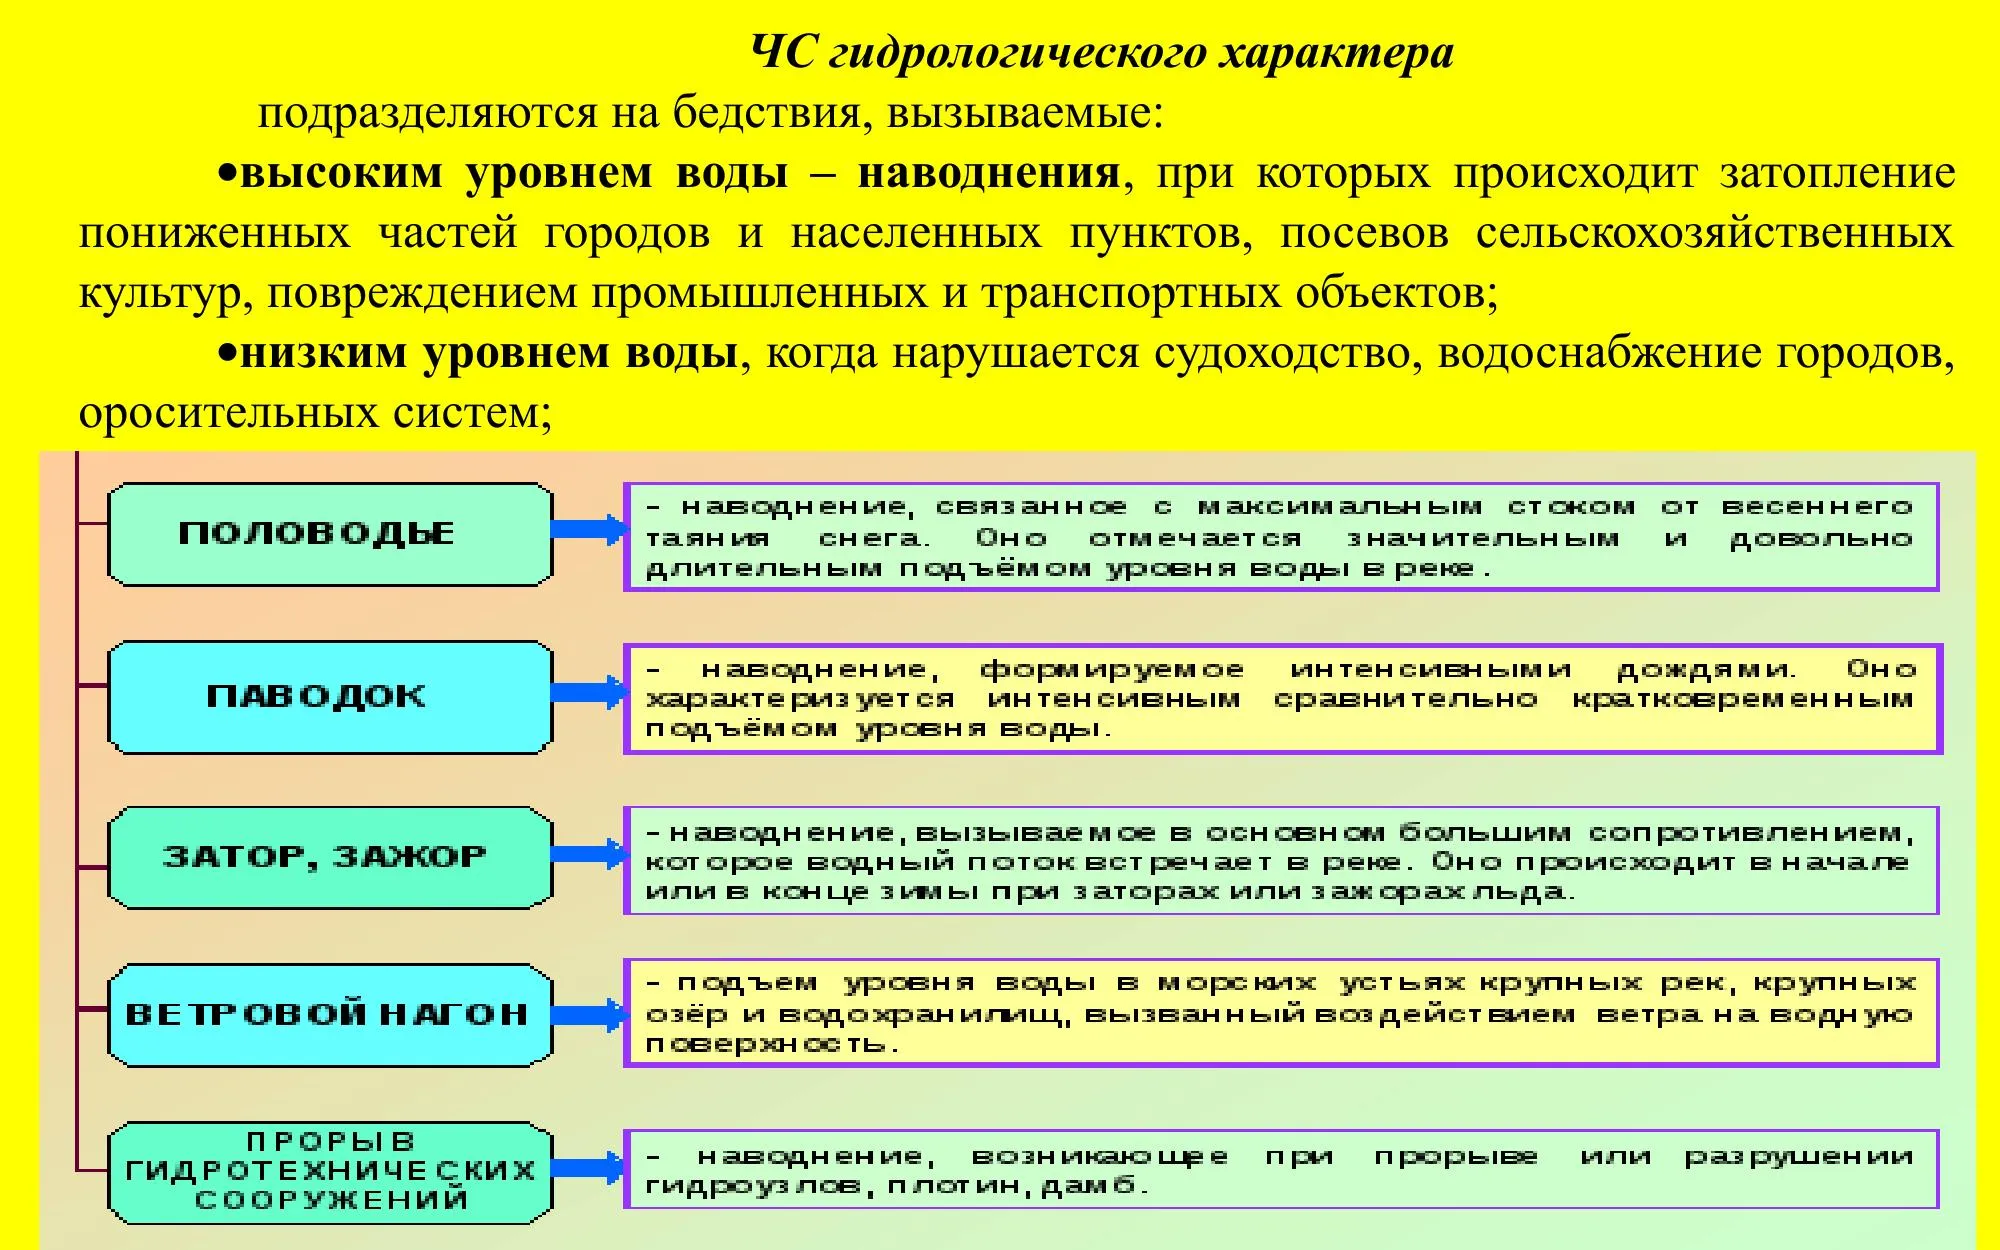 ЧС гидрологического характера
подразделяются на бедствия, вызываемые:
•высоким уровнем воды – наводнения, при которых происходит затопление
пониженных частей городов и населенных пунктов, посевов сельскохозяйственных
культур, повреждением промышленных и транспортных объектов;
•низким уровнем воды, когда нарушается судоходство, водоснабжение городов,
оросительных систем;
ПОЛОВОДЬЕ
- наводнение, связанное с максимальным стоком от весеннего
таяния снега. Оно отмечается значительным и довольно
длительным подъёмом уровня воды в реке.
ПАВОДОК
- наводнение, формируемое интенсивными дождями. Оно
характеризуется интенсивным сравнительно кратковременным
подъёмом уровня воды.
ЗАТОР, ЗАЖОР
- наводнение, вызываемое в основном большим сопротивлением,
которое водный поток встречает в реке. Оно происходит в начале
или в конце зимы при заторах или зажорах льда.
ВЕТРОВОЙ НАГОН
- подъем уровня воды в морских устьях крупных рек, крупных
озёр и водохранилищ, вызванный воздействием ветра на водную
поверхность.
ПРОРЫВ
ГИДРОТЕХНИЧЕСКИХ
СООРУЖЕНИЙ
- наводнение, возникающее при прорыве или разрушении
гидроузлов, плотин, дамб.